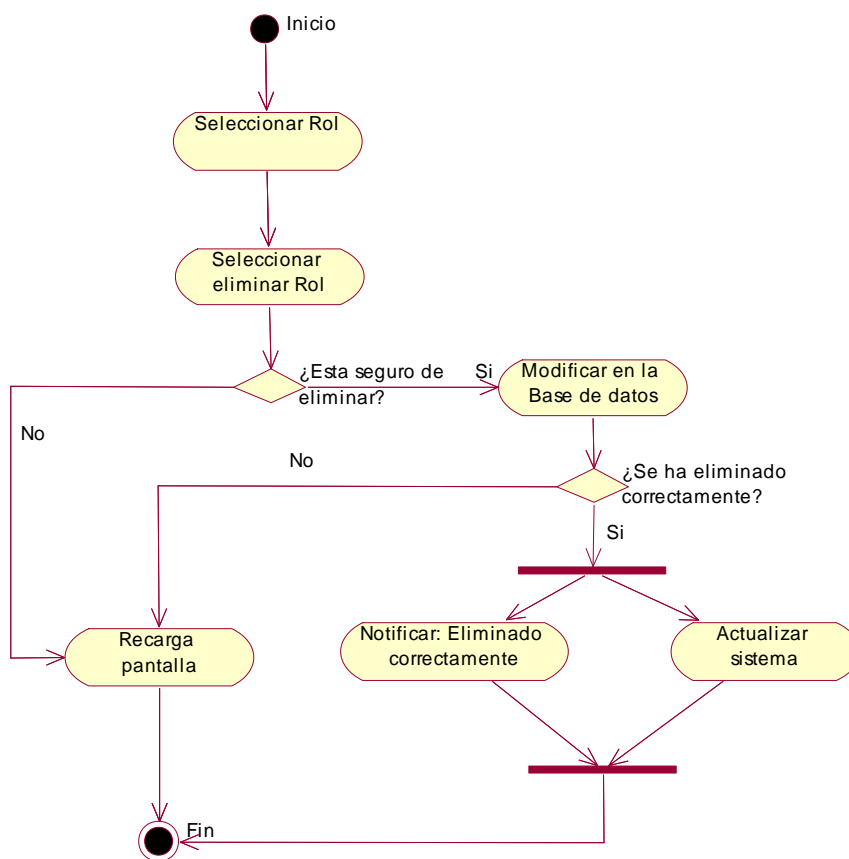 Inicio
Seleccionar Rol
Seleccionar
eliminar Rol
¿Esta seguro de
eliminar?
Si
Modificar en la
Base de datos
No
No
¿Se ha eliminado
correctamente?
Si
Recarga
pantalla
Notificar: Eliminado
correctamente
Actualizar
sistema
Fin